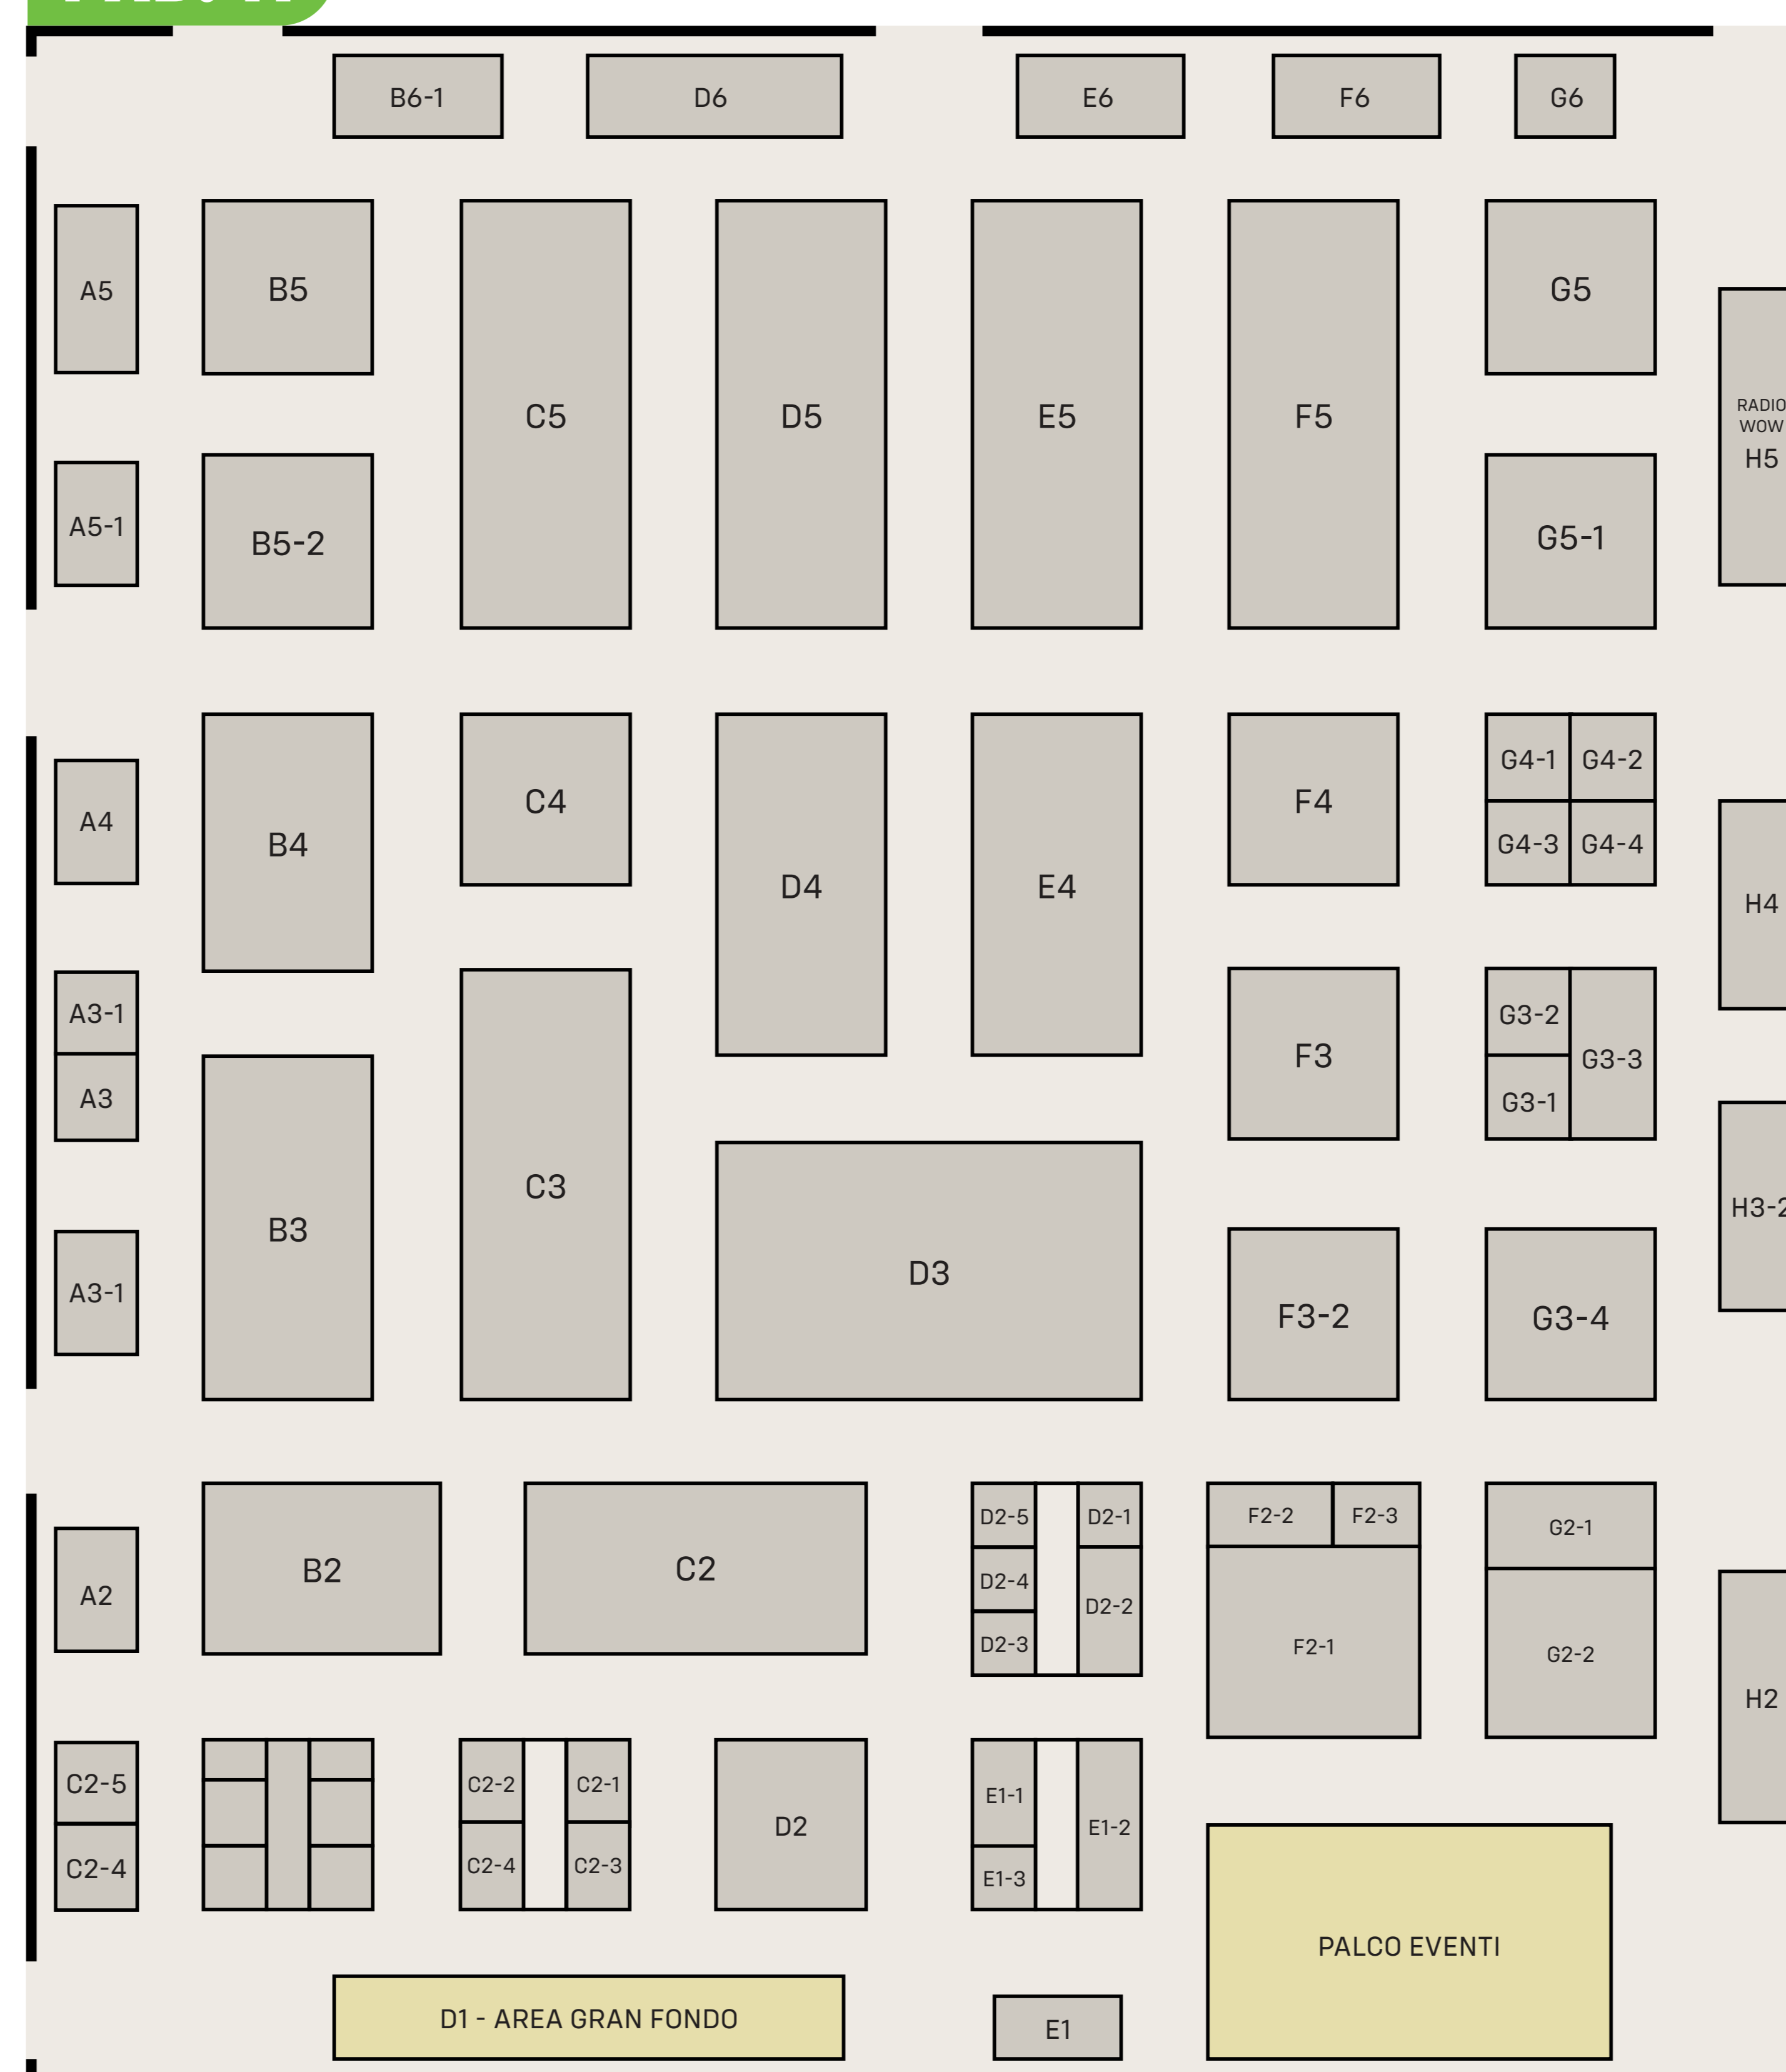 B6-1
D6
E6
F6
G6
A5
B5
C5
D5
E5
F5
G5
RADIO
WOW
H5
A5-1
B5-2
G5-1
A4
B4
C4
D4
E4
F4
G4-1
G4-2
G4-3
G4-4
H4
A3-1
A3
B3
C3
D3
F3
G3-2
G3-3
G3-1
H3-2
A3-1
F3-2
G3-4
A2
B2
C2
D2-5
D2-1
D2-4
D2-2
D2-3
F2-2
F2-3
F2-1
G2-1
G2-2
H2
C2-5
C2-4
C2-2
C2-1
C2-4
C2-3
D2
E1-1
E1-2
E1-3
PALCO EVENTI
D1 - AREA GRAN FONDO
E1